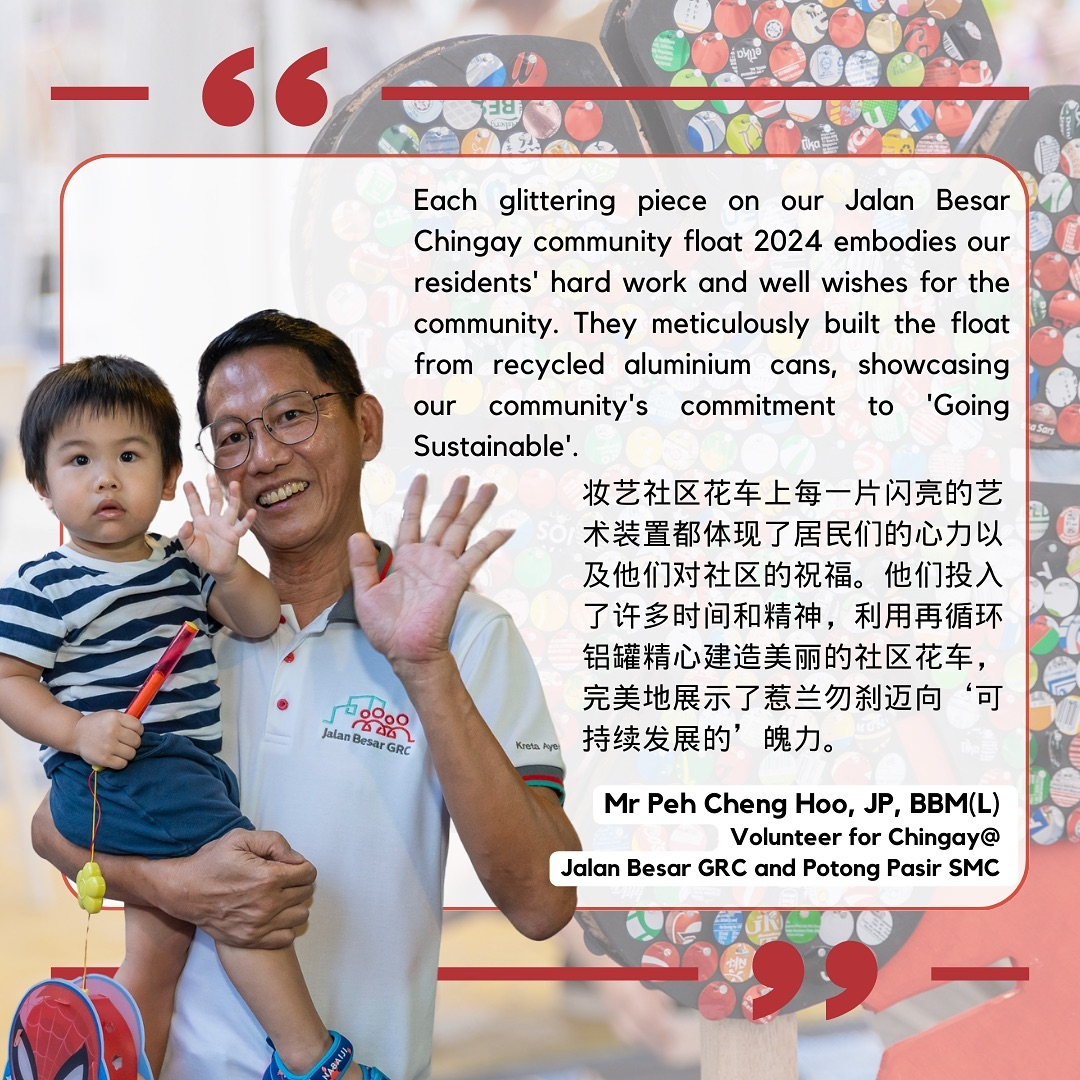 Each glittering piece on our Jalan Besar
Chingay community float 2024 embodies our
residents' hard work and well wishes for the
community. They meticulously built the float
from recycled aluminium cans, showcasing
our community's commitment to 'Going
Sustainable'.
妆艺社区花车上每一片闪亮的艺
术装置都体现了居民们的心力以
及他们对社区的祝福。他们投入
了许多时间和精神，利用再循环
铝罐精心建造美丽的社区花车，
完美地展示了惹兰勿刹迈向‘可
持续发展的’魄力。
Jalan Besar GRC
Kreta Ayer
Mr Peh Cheng Hoo, JP, BBM(L)
Volunteer for Chingay@
Jalan Besar GRC and Potong Pasir SMC
NABAIJI